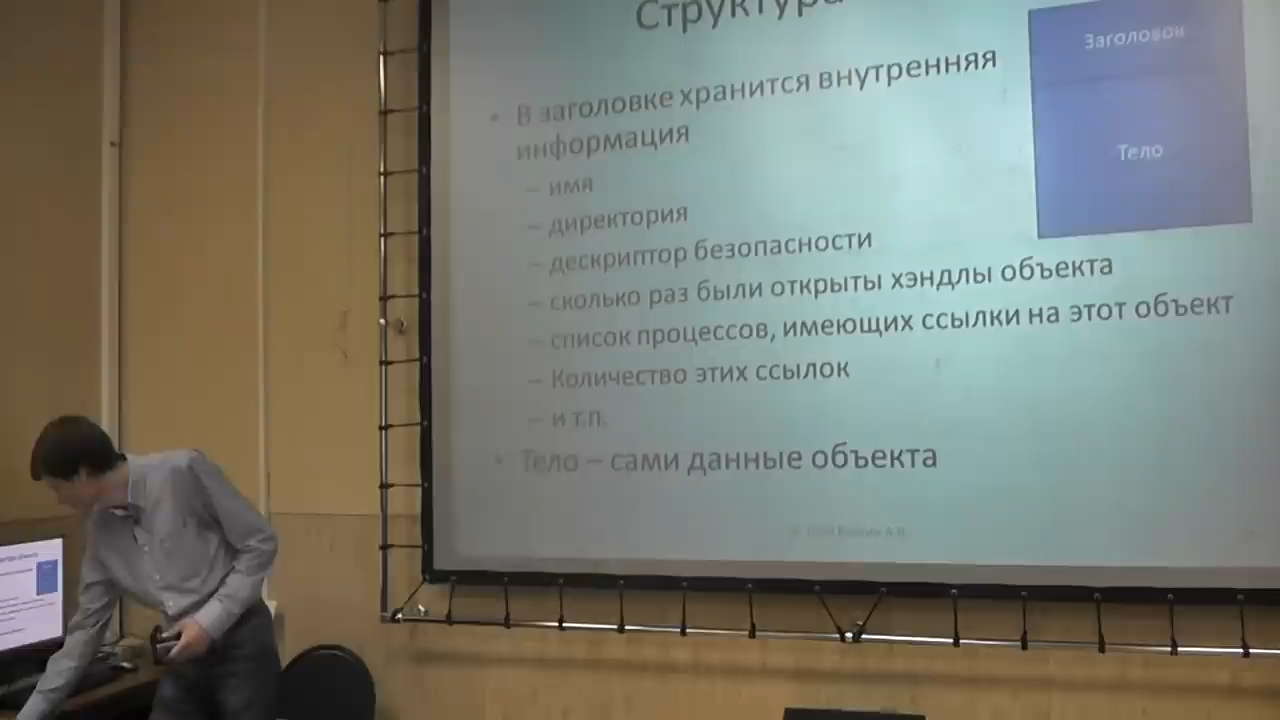 Структура
Заголовок
Тело
• В заголовке хранится внутренняя
информация
– имя
– директория
– дескриптор безопасности
– сколько раз были открыты хэндлы объекта
– список процессов, имеющих ссылки на этот объект
– Количество этих ссылок
– и т.п.
• Тело – сами данные объекта